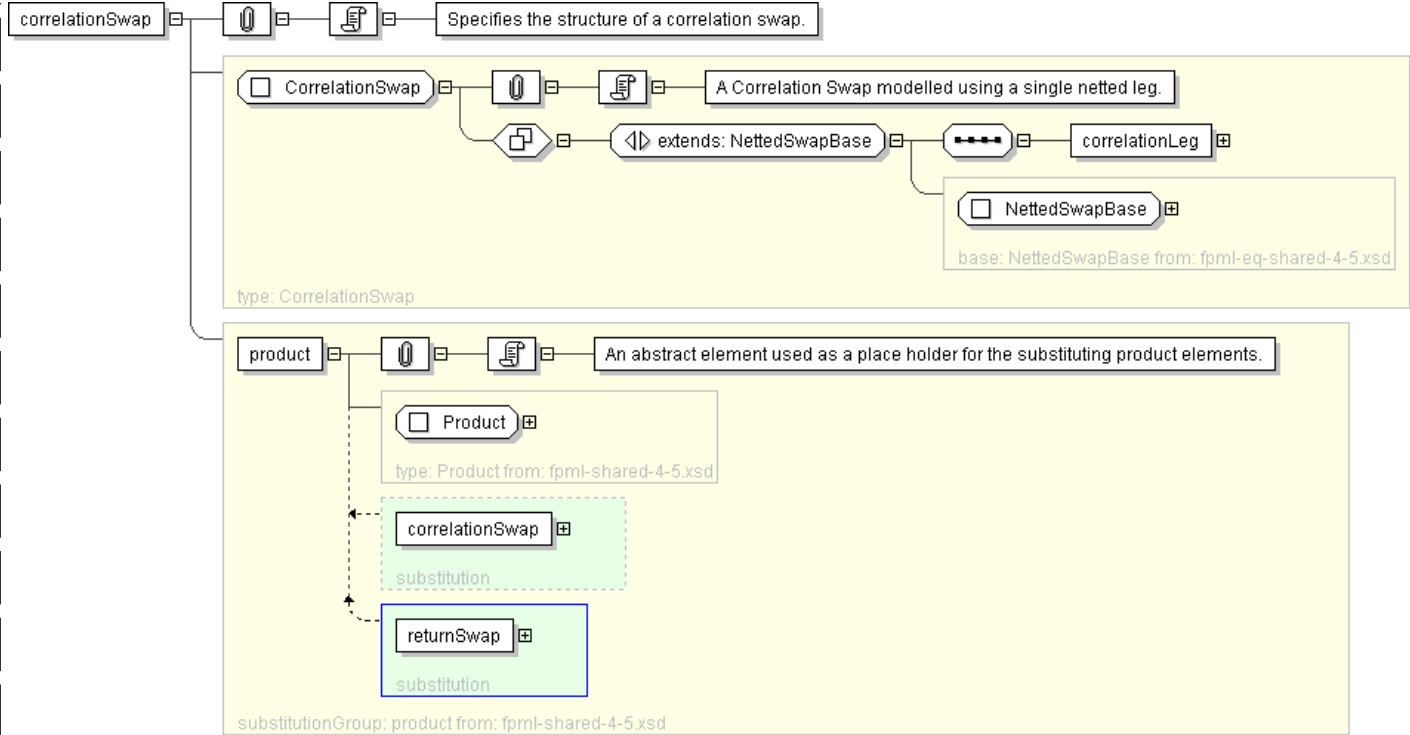 correlationSwap
Specifies the structure of a correlation swap.
CorrelationSwap
A Correlation Swap modelled using a single netted leg.
extends: NettedSwapBase
correlationLeg
NettedSwapBase
base: NettedSwapBase from: fpml-eq-shared-4-5.xsd
type: CorrelationSwap
product
An abstract element used as a place holder for the substituting product elements.
Product
type: Product from: fpml-shared-4-5.xsd
correlationSwap
substitution
returnSwap
substitution
substitutionGroup: product from: fpml-shared-4-5.xsd